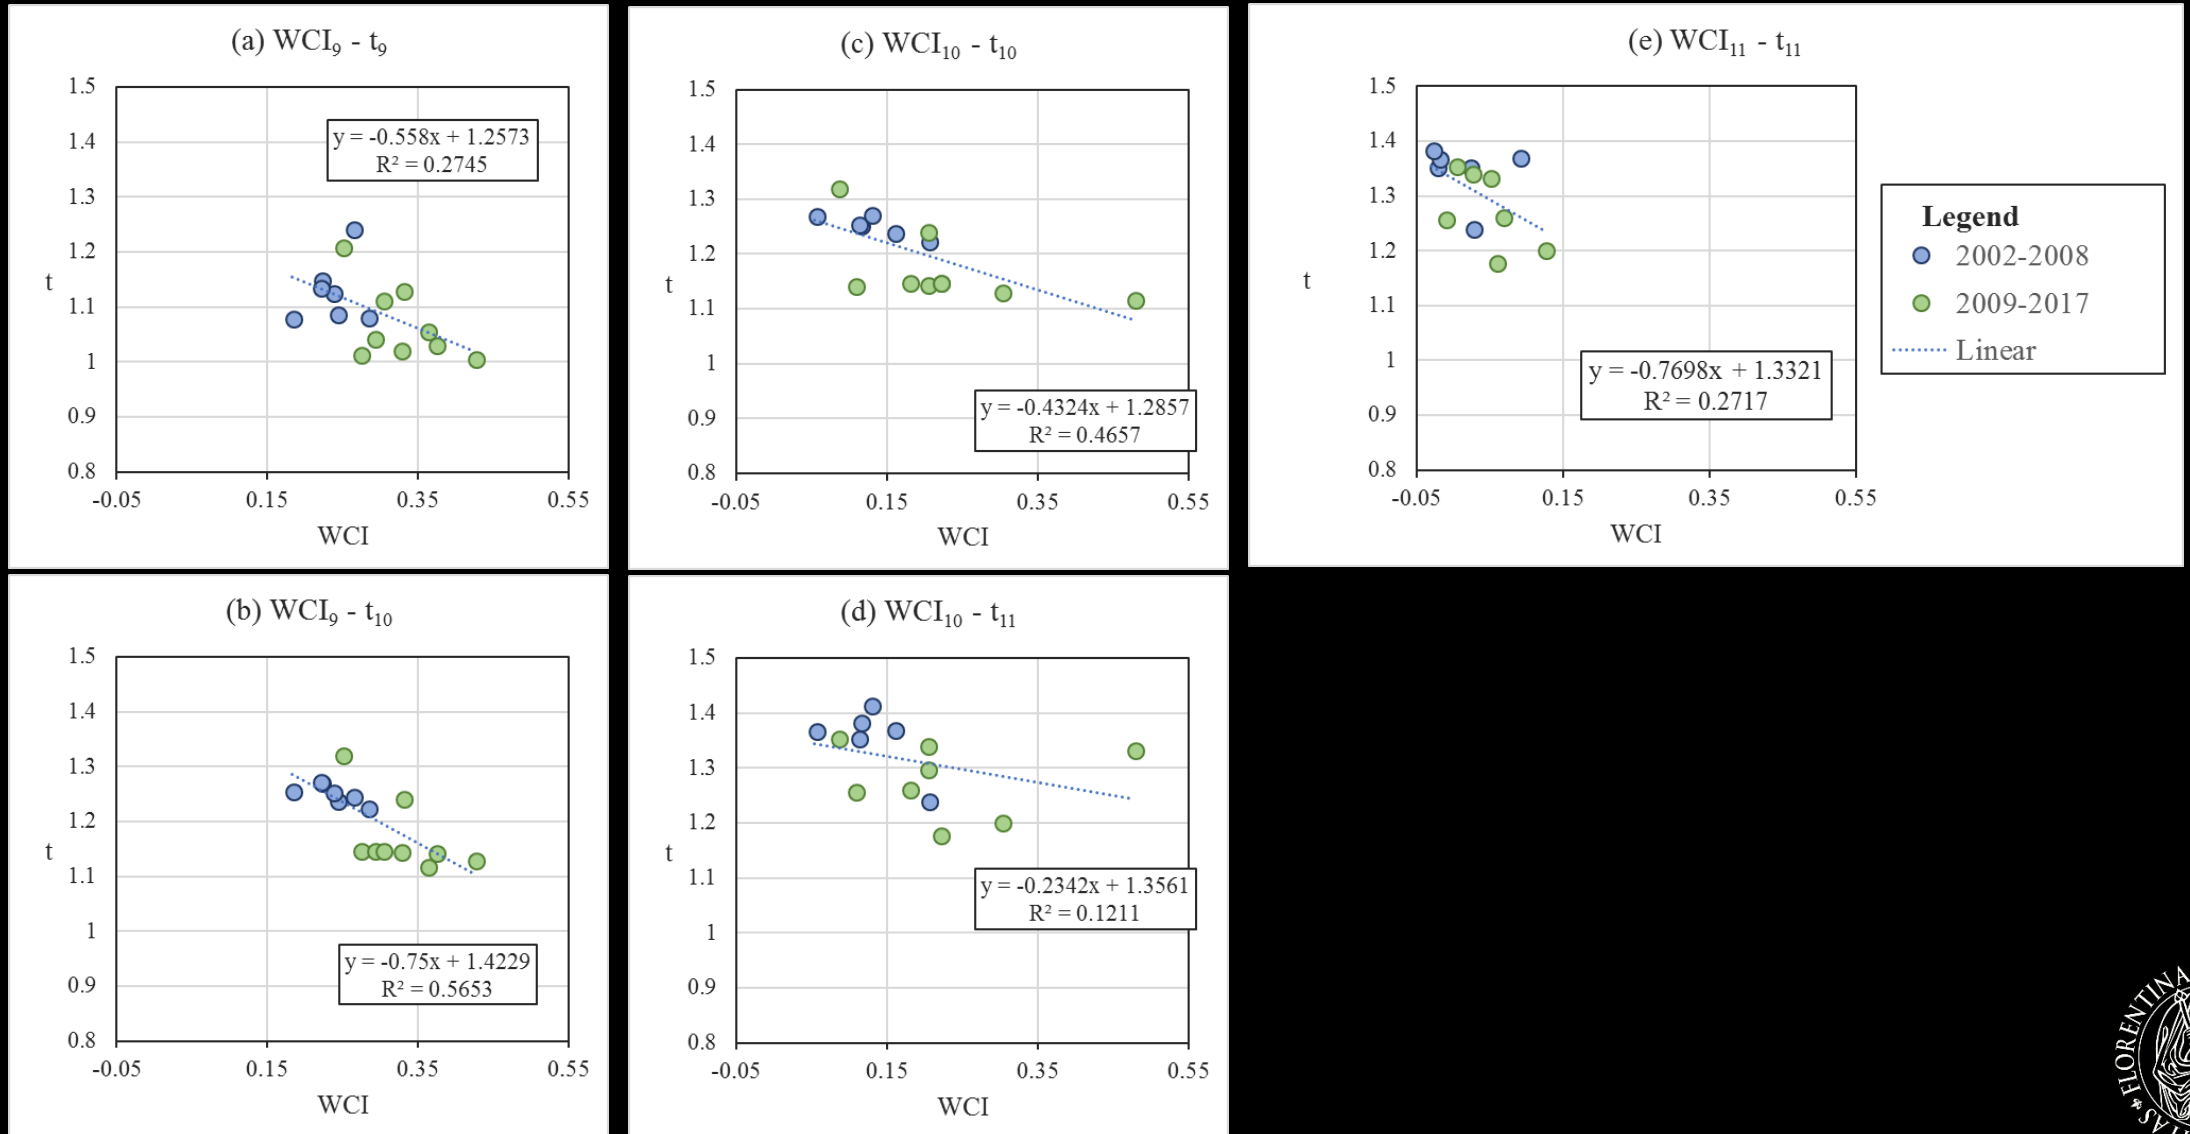 (a) WCI₉ - t₉
1.5
1.4
1.3
1.2
1.1
1
0.9
0.8
t
y = -0.558x + 1.2573
R² = 0.2745
-0.05 0.15 0.35 0.55
WCI
(c) WCI₁₀ - t₁₀
1.5
1.4
1.3
1.2
1.1
1
0.9
0.8
t
y = -0.4324x + 1.2857
R² = 0.4657
-0.05 0.15 0.35 0.55
WCI
(e) WCI₁₁ - t₁₁
1.5
1.4
1.3
1.2
1.1
1
0.9
0.8
t
y = -0.7698x + 1.3321
R² = 0.2717
-0.05 0.15 0.35 0.55
WCI
Legend
2002-2008
2009-2017
Linear
(b) WCI₉ - t₁₀
1.5
1.4
1.3
1.2
1.1
1
0.9
0.8
t
y = -0.75x + 1.4229
R² = 0.5653
-0.05 0.15 0.35 0.55
WCI
(d) WCI₁₀ - t₁₁
1.5
1.4
1.3
1.2
1.1
1
0.9
0.8
t
y = -0.2342x + 1.3561
R² = 0.1211
-0.05 0.15 0.35 0.55
WCI
FLORENTINA